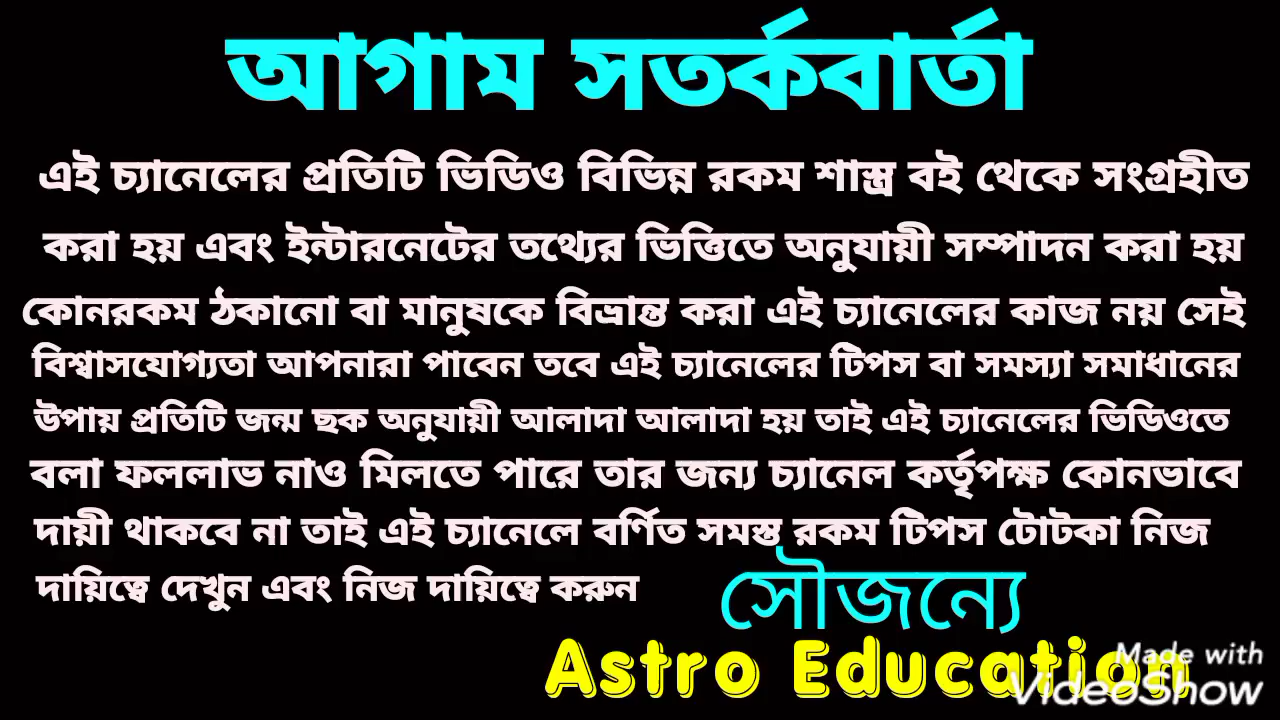 আগাম সতর্কবার্তা
এই চ্যানেলের প্রতিটি ভিডিও বিভিন্ন রকম শাস্ত্র বই থেকে সংগ্রহীত
করা হয় এবং ইন্টারনেটের তথ্যের ভিত্তিতে অনুযায়ী সম্পাদন করা হয়
কোনরকম ঠকানো বা মানুষকে বিভ্রান্ত করা এই চ্যানেলের কাজ নয় সেই
বিশ্বাসযোগ্যতা আপনারা পাবেন তবে এই চ্যানেলের টিপস বা সমস্যা সমাধানের
উপায় প্রতিটি জন্ম ছক অনুযায়ী আলাদা আলাদা হয় তাই এই চ্যানেলের ভিডিওতে
বলা ফললাভ নাও মিলতে পারে তার জন্য চ্যানেল কর্তৃপক্ষ কোনভাবে
দায়ী থাকবে না তাই এই চ্যানেলে বর্ণিত সমস্ত রকম টিপস টোটকা নিজ
দায়িত্বে দেখুন এবং নিজ দায়িত্বে করুন
সৌজন্যে
Astro Education
Made with
VideoShow